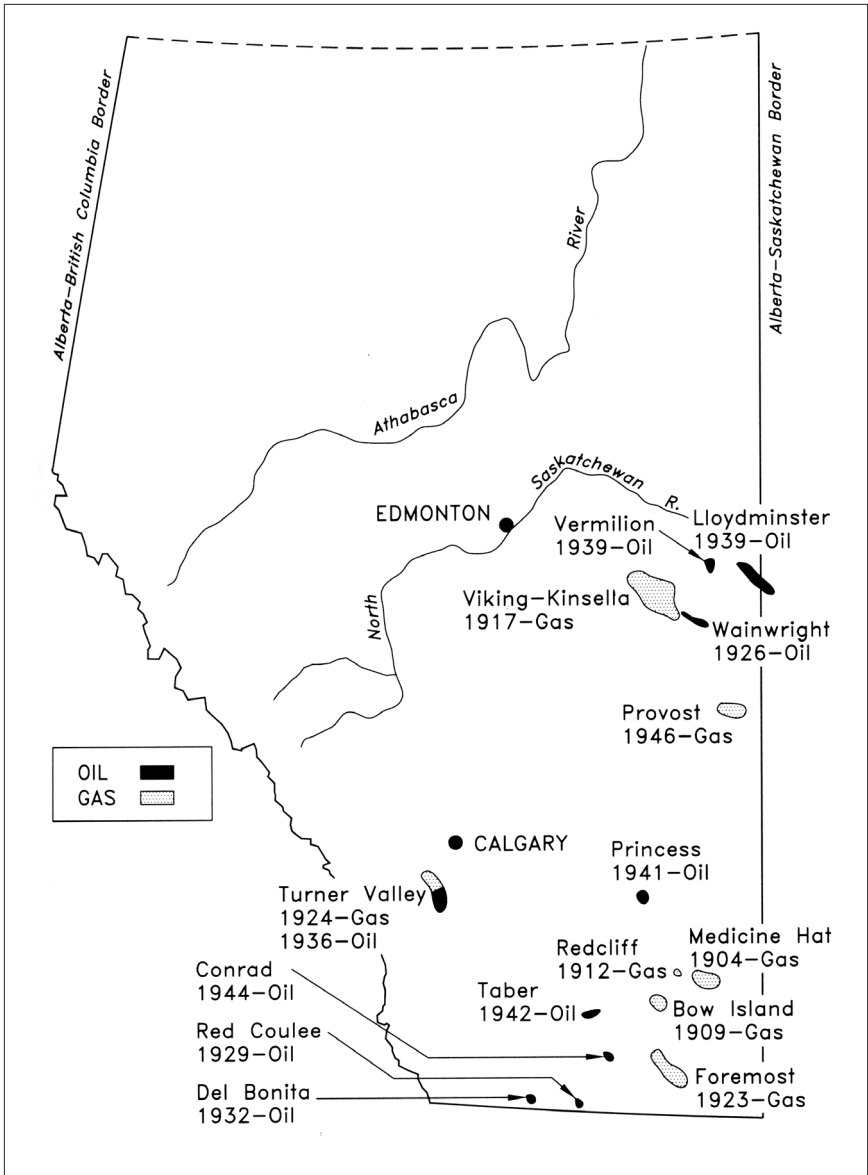 Alberta-British Columbia Border
Alberta-Saskatchewan Border
River
Athabasca
Saskatchewan
R.
EDMONTON
Vermilion
1939-Oil
Lloydminster
1939-Oil
North
Viking-Kinsella
1917-Gas
Wainwright
1926-Oil
Provost
1946-Gas
OIL
GAS
CALGARY
Princess
1941-Oil
Turner Valley
1924-Gas
1936-Oil
Redcliff
1912-Gas
Medicine Hat
1904-Gas
Conrad
1944-Oil
Taber
1942-Oil
Bow Island
1909-Gas
Red Coulee
1929-Oil
Foremost
1923-Gas
Del Bonita
1932-Oil